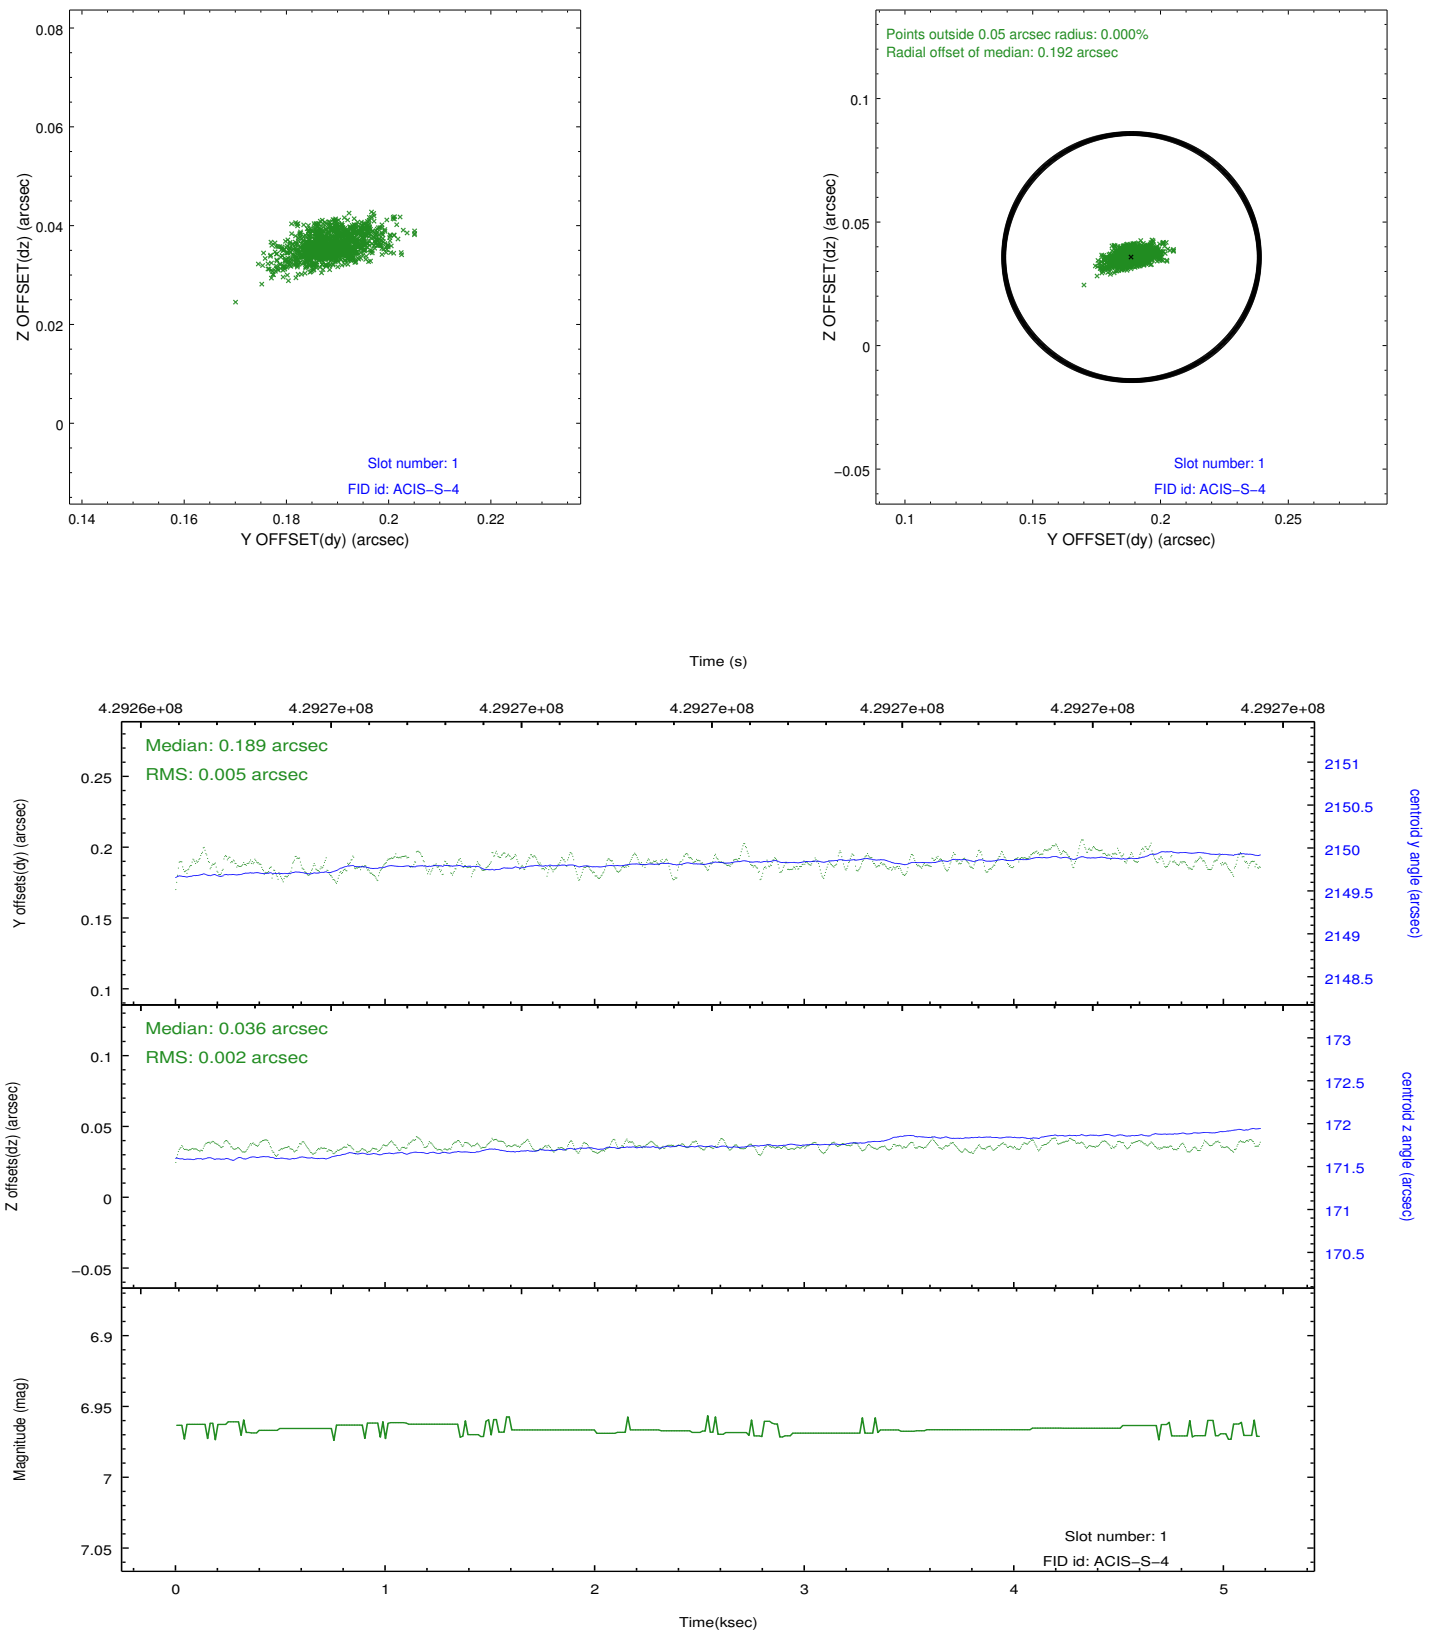 0.08
0.06
0.04
0.02
0
Z OFFSET(dz) (arcsec)
Slot number: 1
FID id: ACIS−S−4
0.14 0.16 0.18 0.2 0.22
Y OFFSET(dy) (arcsec)
Points outside 0.05 arcsec radius: 0.000%
Radial offset of median: 0.192 arcsec
0.1
0.05
0
−0.05
Z OFFSET(dz) (arcsec)
Slot number: 1
FID id: ACIS−S−4
0.1 0.15 0.2 0.25
Y OFFSET(dy) (arcsec)
Time (s)
4.2926e+08 4.2927e+08 4.2927e+08 4.2927e+08 4.2927e+08 4.2927e+08 4.2927e+08
Median: 0.189 arcsec
RMS: 0.005 arcsec
0.25
0.2
0.15
0.1
Y offsets(dy) (arcsec)
2151
2150.5
2150
2149.5
2149
2148.5
centroid y angle (arcsec)
Median: 0.036 arcsec
RMS: 0.002 arcsec
0.1
0.05
0
−0.05
Z offsets(dz) (arcsec)
173
172.5
172
171.5
171
170.5
centroid z angle (arcsec)
6.9
6.95
7
7.05
Magnitude (mag)
Slot number: 1
FID id: ACIS−S−4
0 1 2 3 4 5
Time(ksec)